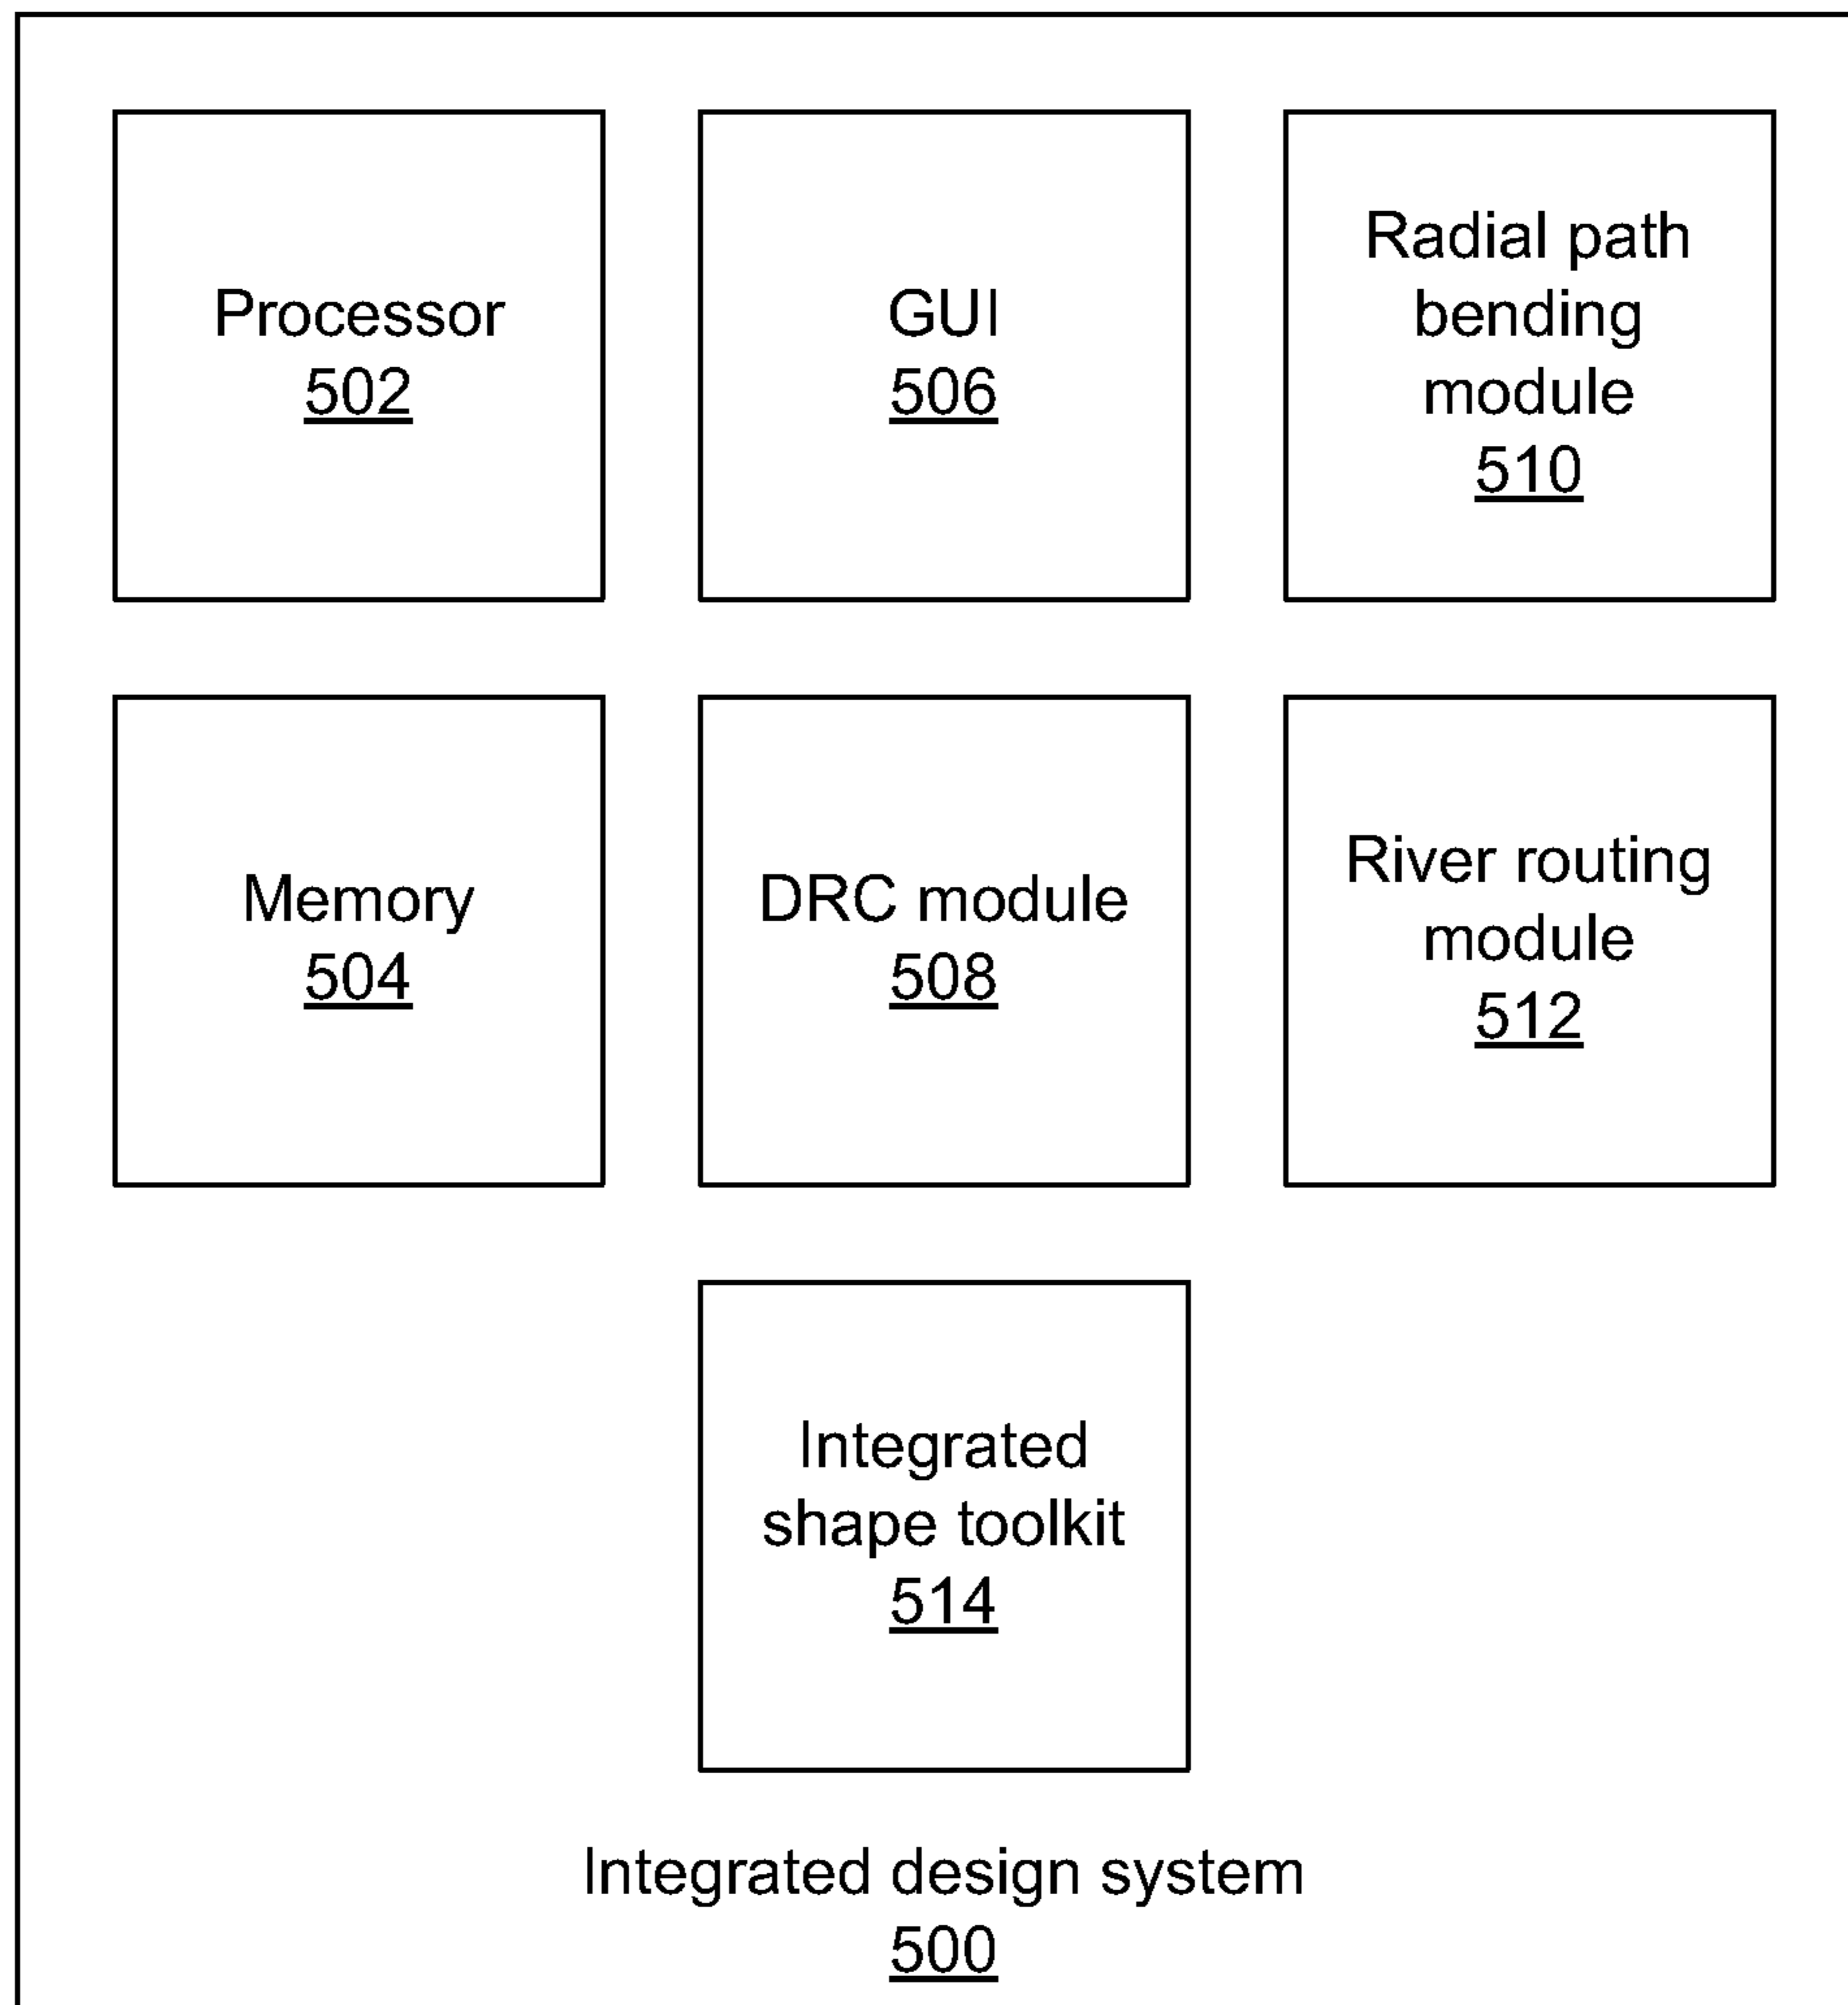 Processor
502
GUI
506
Radial path
bending
module
510
Memory
504
DRC module
508
River routing
module
512
Integrated
shape toolkit
514
Integrated design system
500